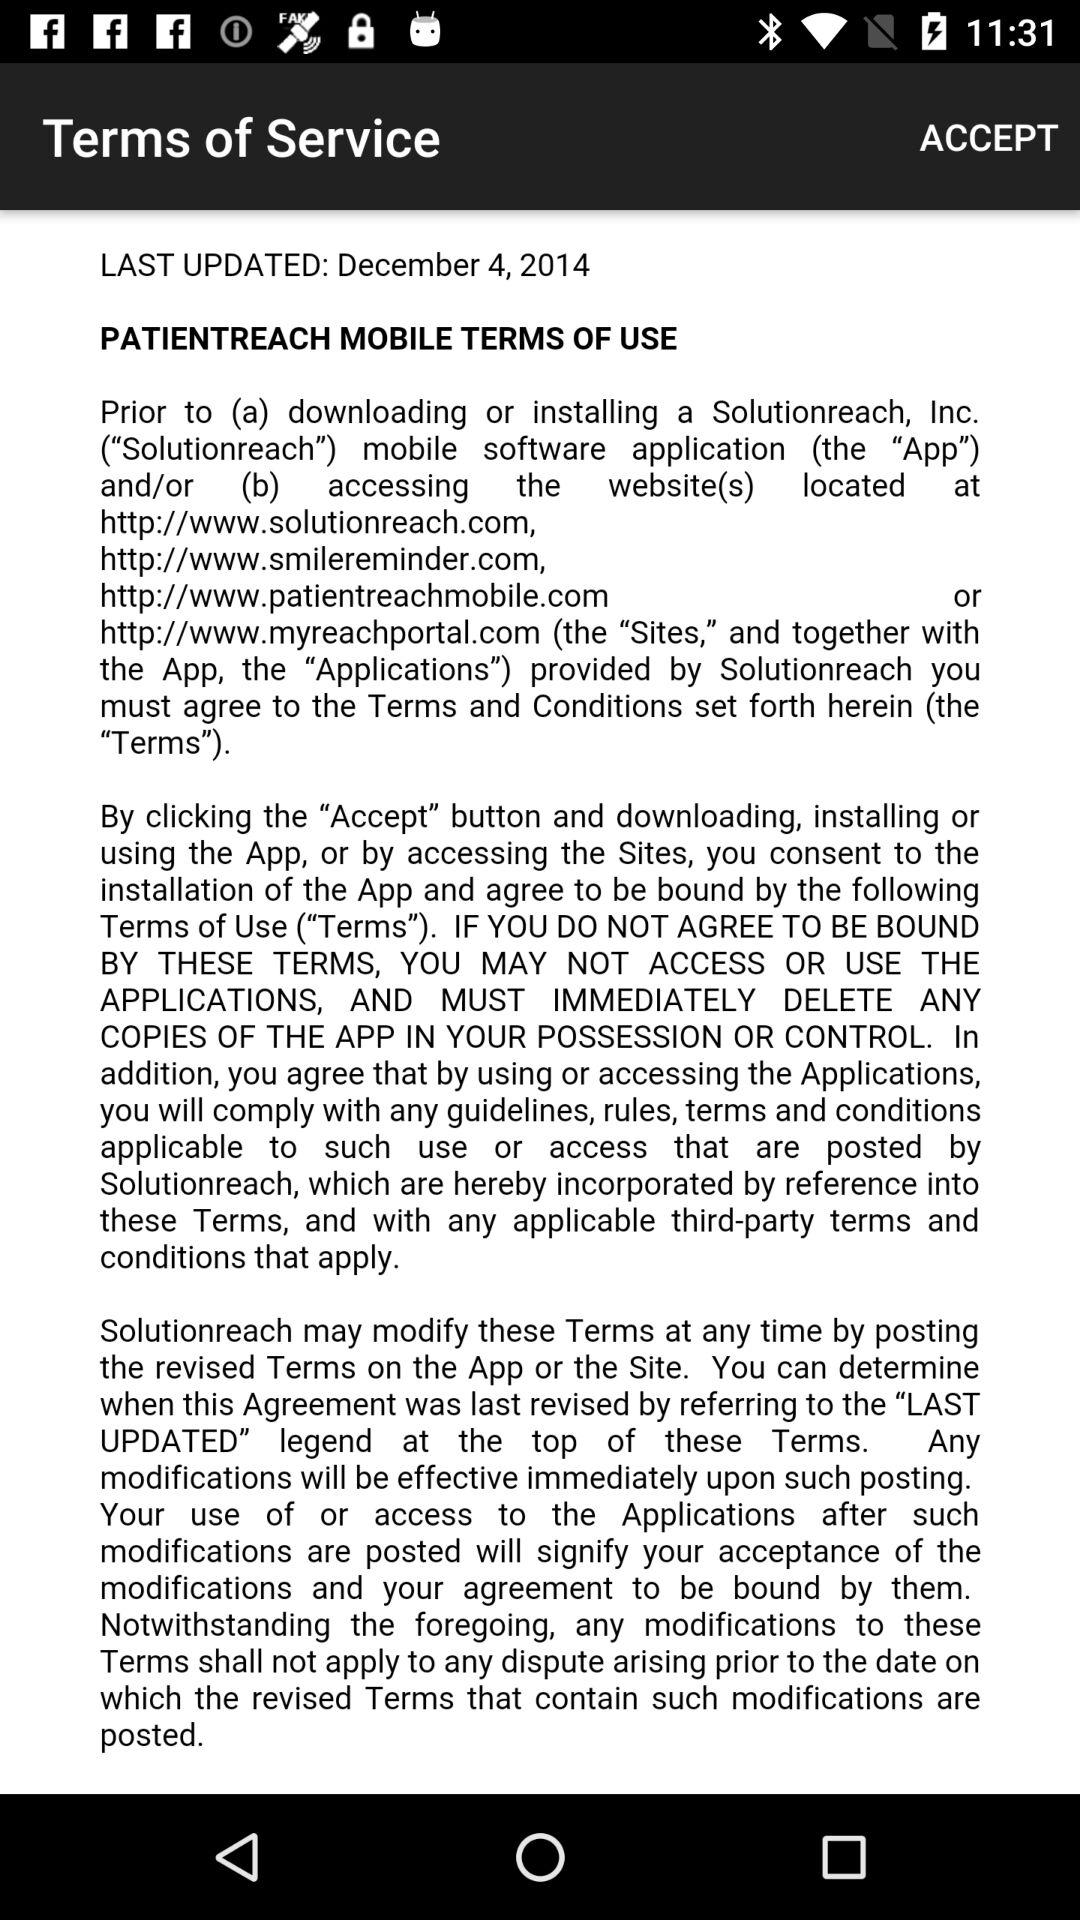 FAKE
11:31
Terms of Service
ACCEPT
LAST UPDATED: December 4, 2014
PATIENTREACH MOBILE TERMS OF USE
Prior to (a) downloading or installing a Solutionreach, Inc.
(“Solutionreach”) mobile software application (the “App”)
and/or (b) accessing the website(s) located at
http://www.solutionreach.com,
http://www.smilereminder.com,
http://www.patientreachmobile.com or
http://www.myreachportal.com (the “Sites,” and together with
the App, the “Applications”) provided by Solutionreach you
must agree to the Terms and Conditions set forth herein (the
“Terms”).
By clicking the “Accept” button and downloading, installing or
using the App, or by accessing the Sites, you consent to the
installation of the App and agree to be bound by the following
Terms of Use (“Terms”).  IF YOU DO NOT AGREE TO BE BOUND
BY THESE TERMS, YOU MAY NOT ACCESS OR USE THE
APPLICATIONS, AND MUST IMMEDIATELY DELETE ANY
COPIES OF THE APP IN YOUR POSSESSION OR CONTROL.  In
addition, you agree that by using or accessing the Applications,
you will comply with any guidelines, rules, terms and conditions
applicable to such use or access that are posted by
Solutionreach, which are hereby incorporated by reference into
these Terms, and with any applicable third-party terms and
conditions that apply.
Solutionreach may modify these Terms at any time by posting
the revised Terms on the App or the Site.  You can determine
when this Agreement was last revised by referring to the “LAST
UPDATED” legend at the top of these Terms.  Any
modifications will be effective immediately upon such posting.
Your use of or access to the Applications after such
modifications are posted will signify your acceptance of the
modifications and your agreement to be bound by them.
Notwithstanding the foregoing, any modifications to these
Terms shall not apply to any dispute arising prior to the date on
which the revised Terms that contain such modifications are
posted.